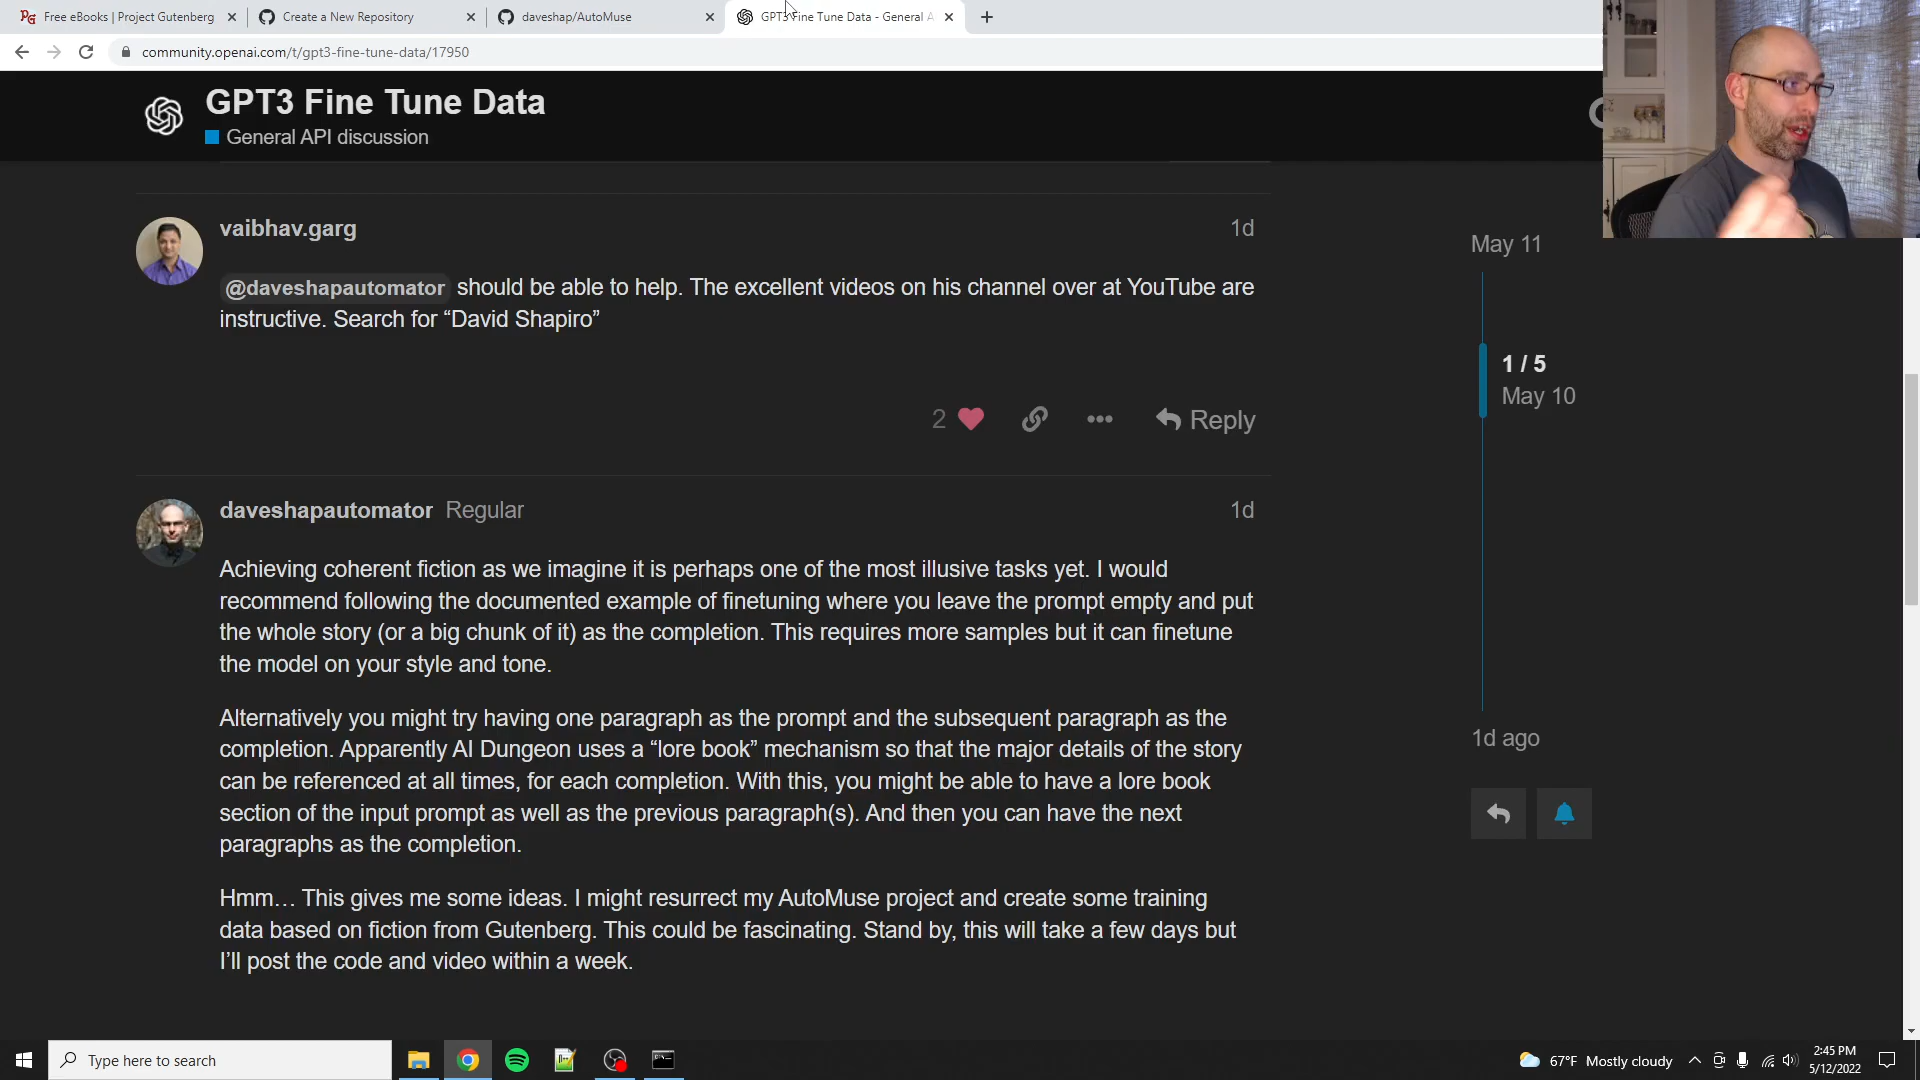 Free eBooks | Project Gutenberg
Create a New Repository
daveshap/AutoMuse
GPT3 Fine Tune Data - General A
community.openai.com/t/gpt3-fine-tune-data/17950
GPT3 Fine Tune Data
General API discussion
vaibhav.garg
1d
@daveshapautomator should be able to help. The excellent videos on his channel over at YouTube are
instructive. Search for “David Shapiro”
2
Reply
daveshapautomator Regular
1d
Achieving coherent fiction as we imagine it is perhaps one of the most illusive tasks yet. I would
recommend following the documented example of finetuning where you leave the prompt empty and put
the whole story (or a big chunk of it) as the completion. This requires more samples but it can finetune
the model on your style and tone.
Alternatively you might try having one paragraph as the prompt and the subsequent paragraph as the
completion. Apparently AI Dungeon uses a “lore book” mechanism so that the major details of the story
can be referenced at all times, for each completion. With this, you might be able to have a lore book
section of the input prompt as well as the previous paragraph(s). And then you can have the next
paragraphs as the completion.
Hmm… This gives me some ideas. I might resurrect my AutoMuse project and create some training
data based on fiction from Gutenberg. This could be fascinating. Stand by, this will take a few days but
I’ll post the code and video within a week.
May 11
1 / 5
May 10
1d ago
Type here to search
67°F Mostly cloudy
2:45 PM
5/12/2022